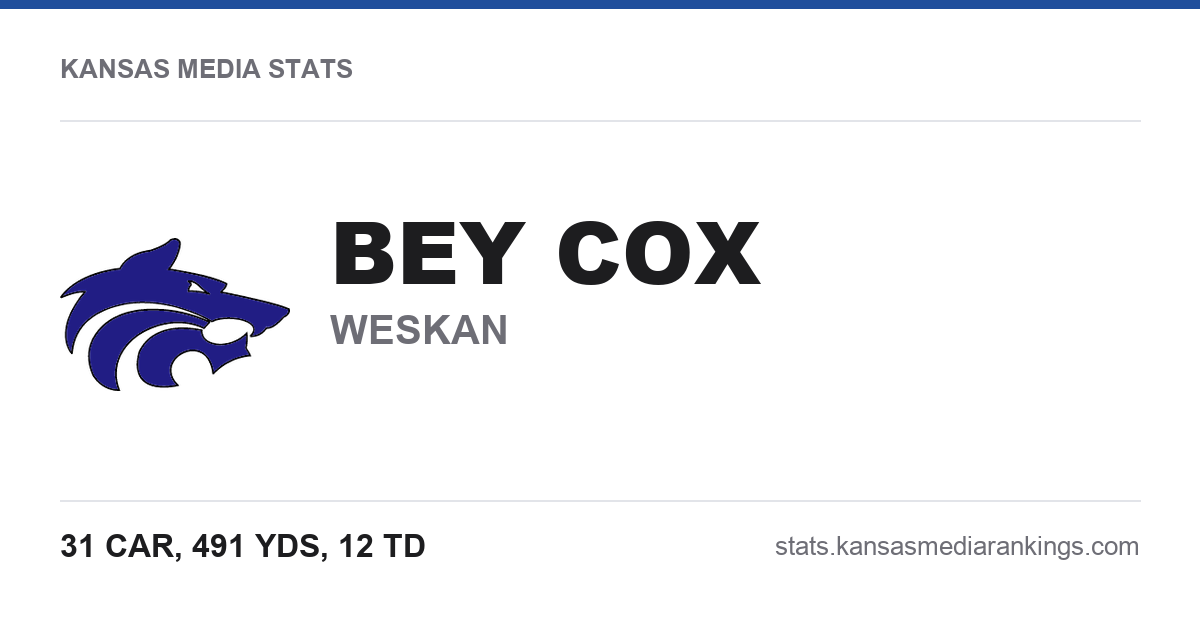 KANSAS MEDIA STATS
BEY COX
WESKAN
31 CAR, 491 YDS, 12 TD
stats.kansasmediarankings.com